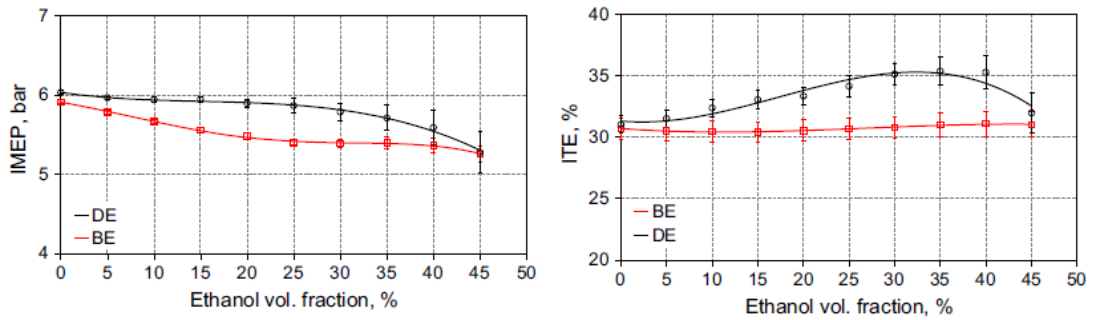 7
6
5
4
IMEP, bar
DE
BE
0 5 10 15 20 25 30 35 40 45 50
Ethanol vol. fraction, %
40
35
30
25
20
ITE, %
BE
DE
0 5 10 15 20 25 30 35 40 45 50
Ethanol vol. fraction, %